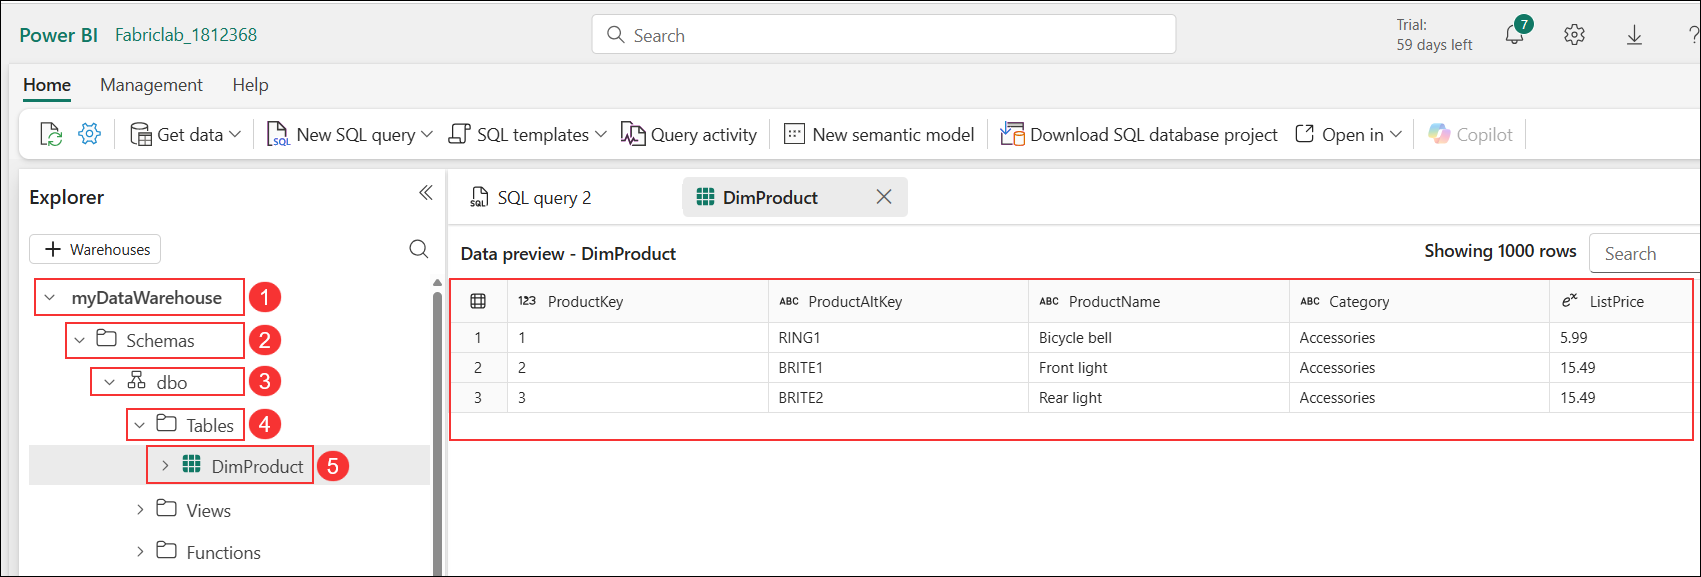 Power BI Fabriclab_1812368 Search Trial: 7
59 days left ?
Home Management Help
Get data SQL New SQL query SQL templates Query activity New semantic model Download SQL database project Open in Copilot
Explorer SQL SQL query 2 DimProduct
+ Warehouses
Data preview - DimProduct Showing 1000 rows Search
myDataWarehouse 1
Schemas 2
dbo 3
Tables 4
DimProduct 5
Views
Functions
123 ProductKey ABC ProductAltKey ABC ProductName ABC Category eˣ ListPrice
1 1 RING1 Bicycle bell Accessories 5.99
2 2 BRITE1 Front light Accessories 15.49
3 3 BRITE2 Rear light Accessories 15.49